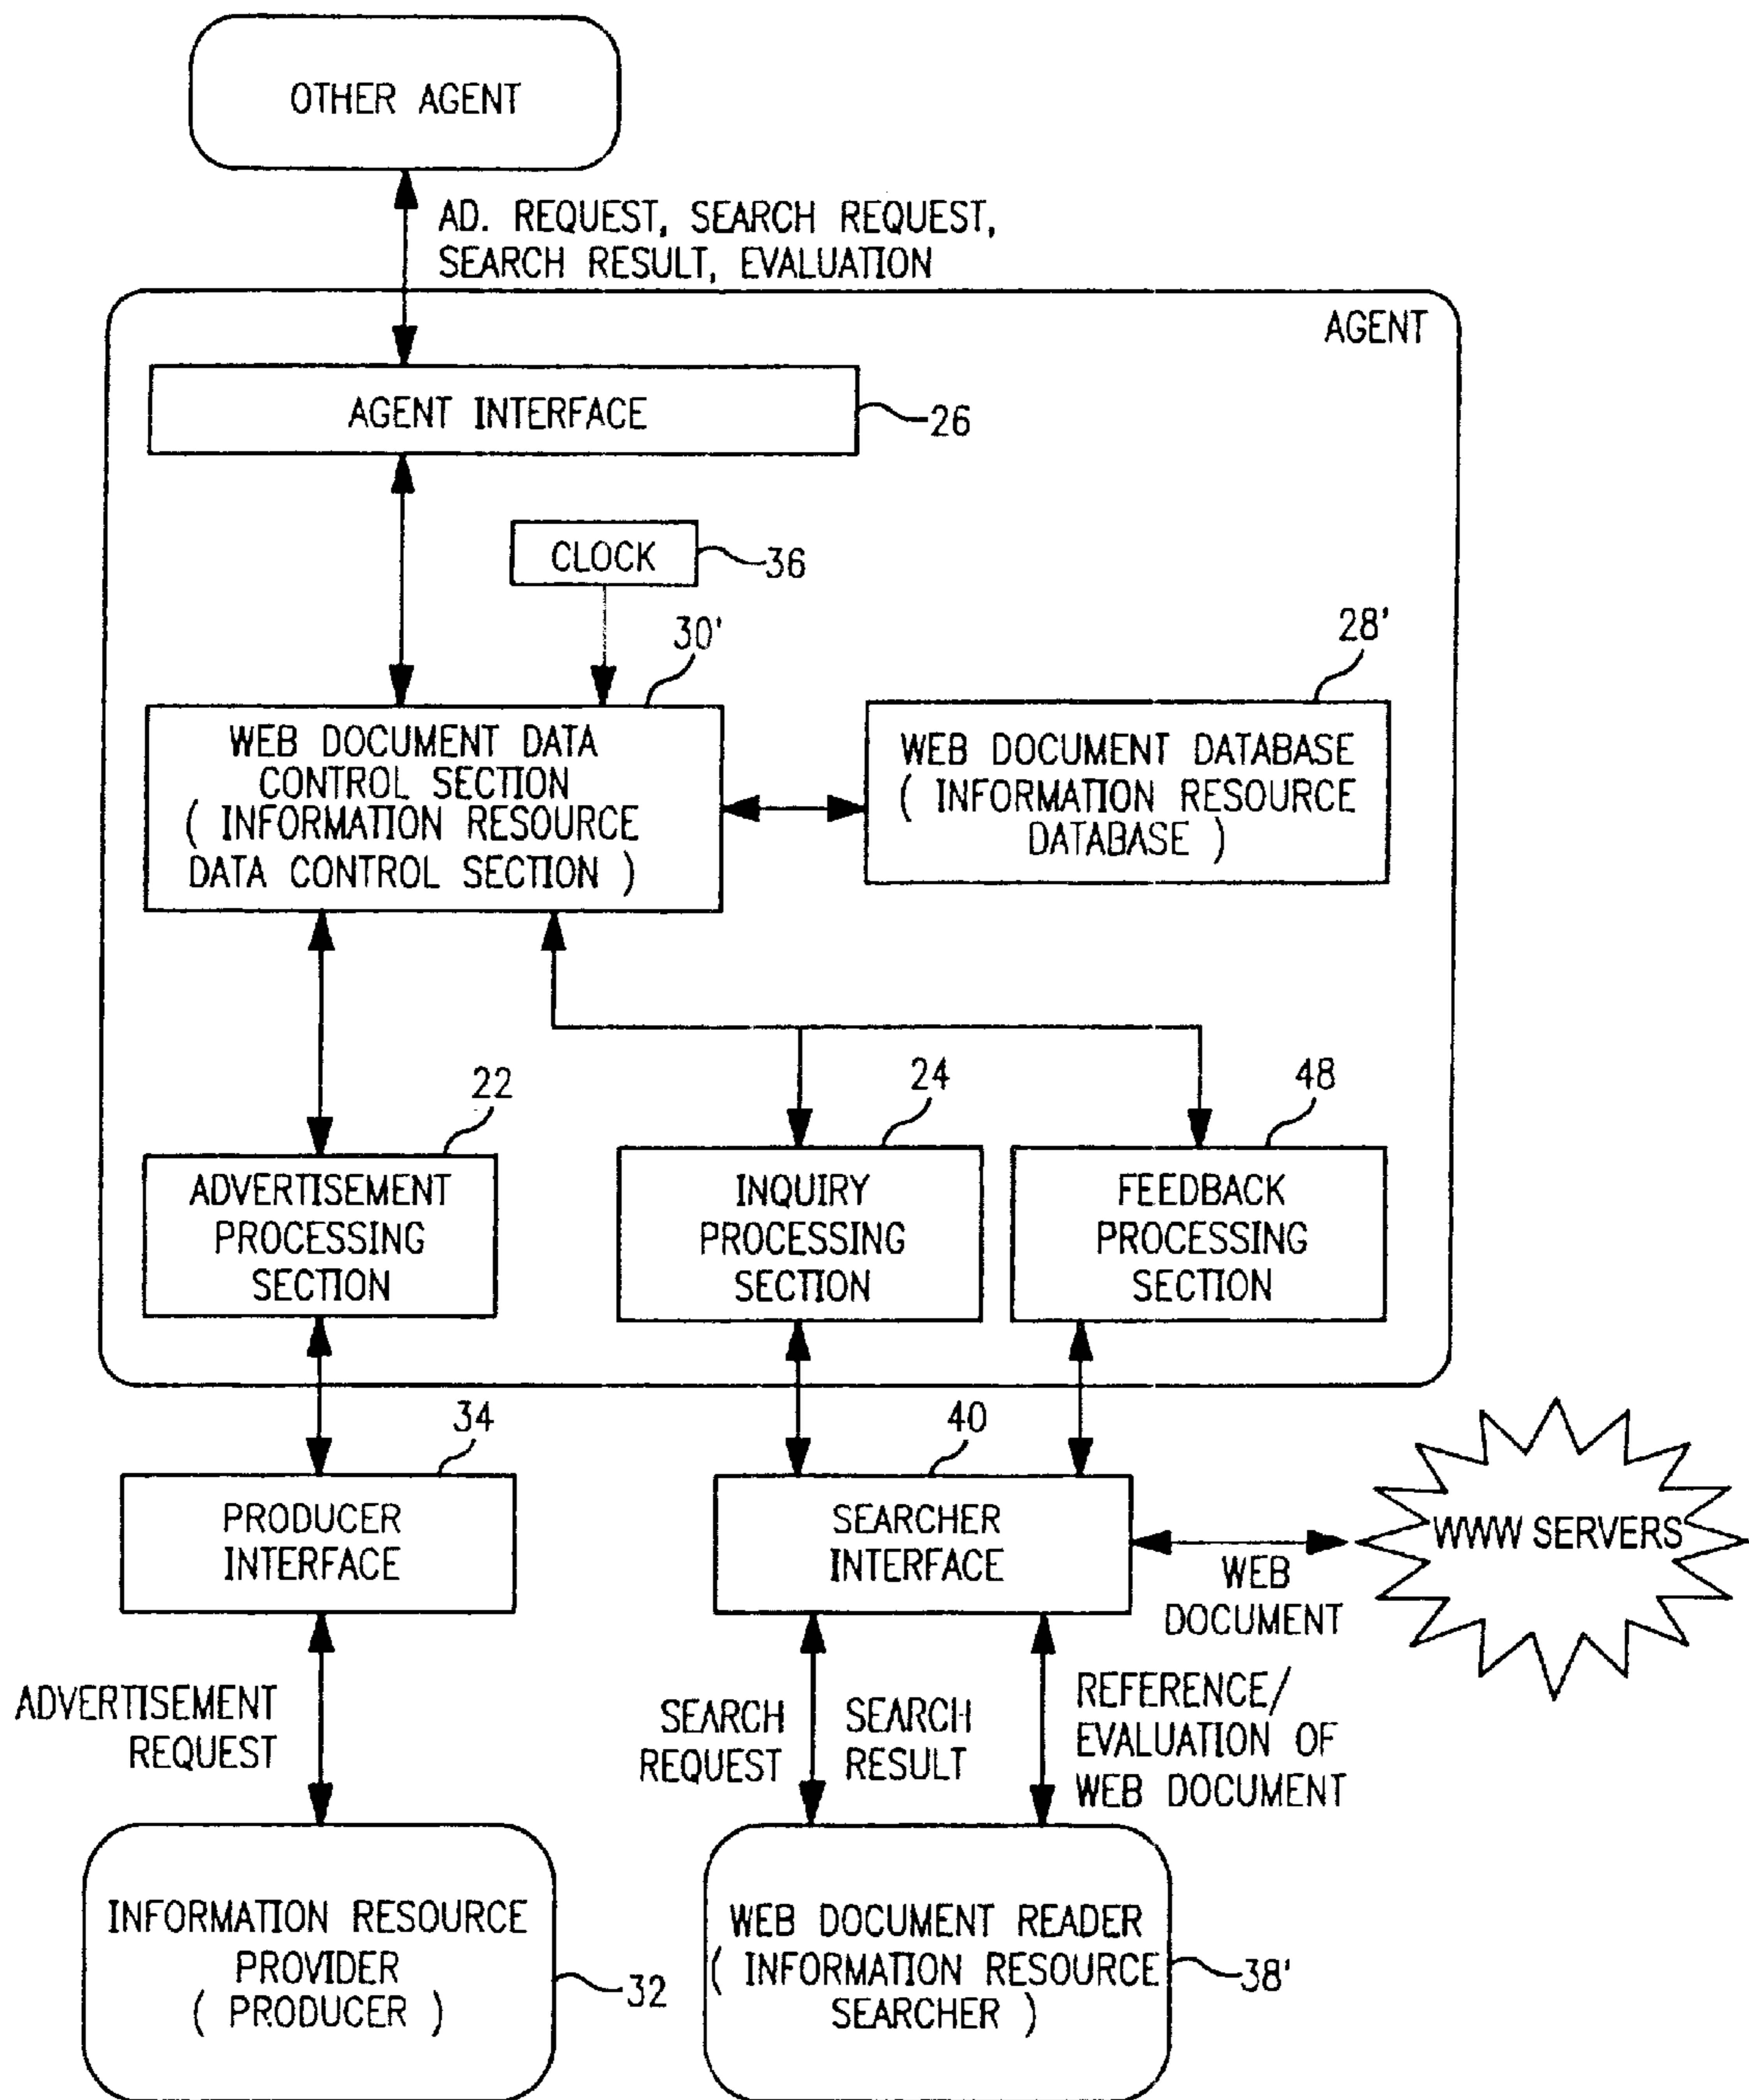 OTHER AGENT
AD. REQUEST, SEARCH REQUEST,
SEARCH RESULT, EVALUATION
AGENT
AGENT INTERFACE
26
CLOCK
36
30'
28'
WEB DOCUMENT DATA
CONTROL SECTION
( INFORMATION RESOURCE
DATA CONTROL SECTION )
WEB DOCUMENT DATABASE
( INFORMATION RESOURCE
DATABASE )
22
24
48
ADVERTISEMENT
PROCESSING
SECTION
INQUIRY
PROCESSING
SECTION
FEEDBACK
PROCESSING
SECTION
34
40
PRODUCER
INTERFACE
SEARCHER
INTERFACE
WWW SERVERS
WEB
DOCUMENT
ADVERTISEMENT
REQUEST
SEARCH
REQUEST
SEARCH
RESULT
REFERENCE/
EVALUATION OF
WEB DOCUMENT
INFORMATION RESOURCE
PROVIDER
( PRODUCER )
32
WEB DOCUMENT READER
( INFORMATION RESOURCE
SEARCHER )
38'